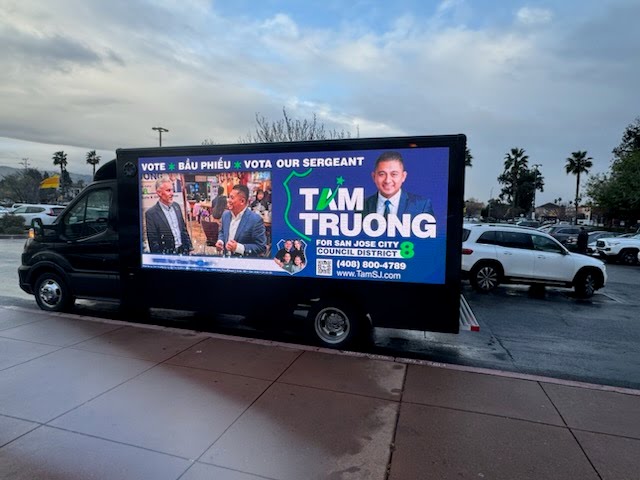 VOTE ★ BẦU PHIẾU ★ VOTA OUR SERGEANT
TÂM
TRUONG
FOR SAN JOSE CITY
COUNCIL DISTRICT 8
(408) 800-4789
www.TamSJ.com